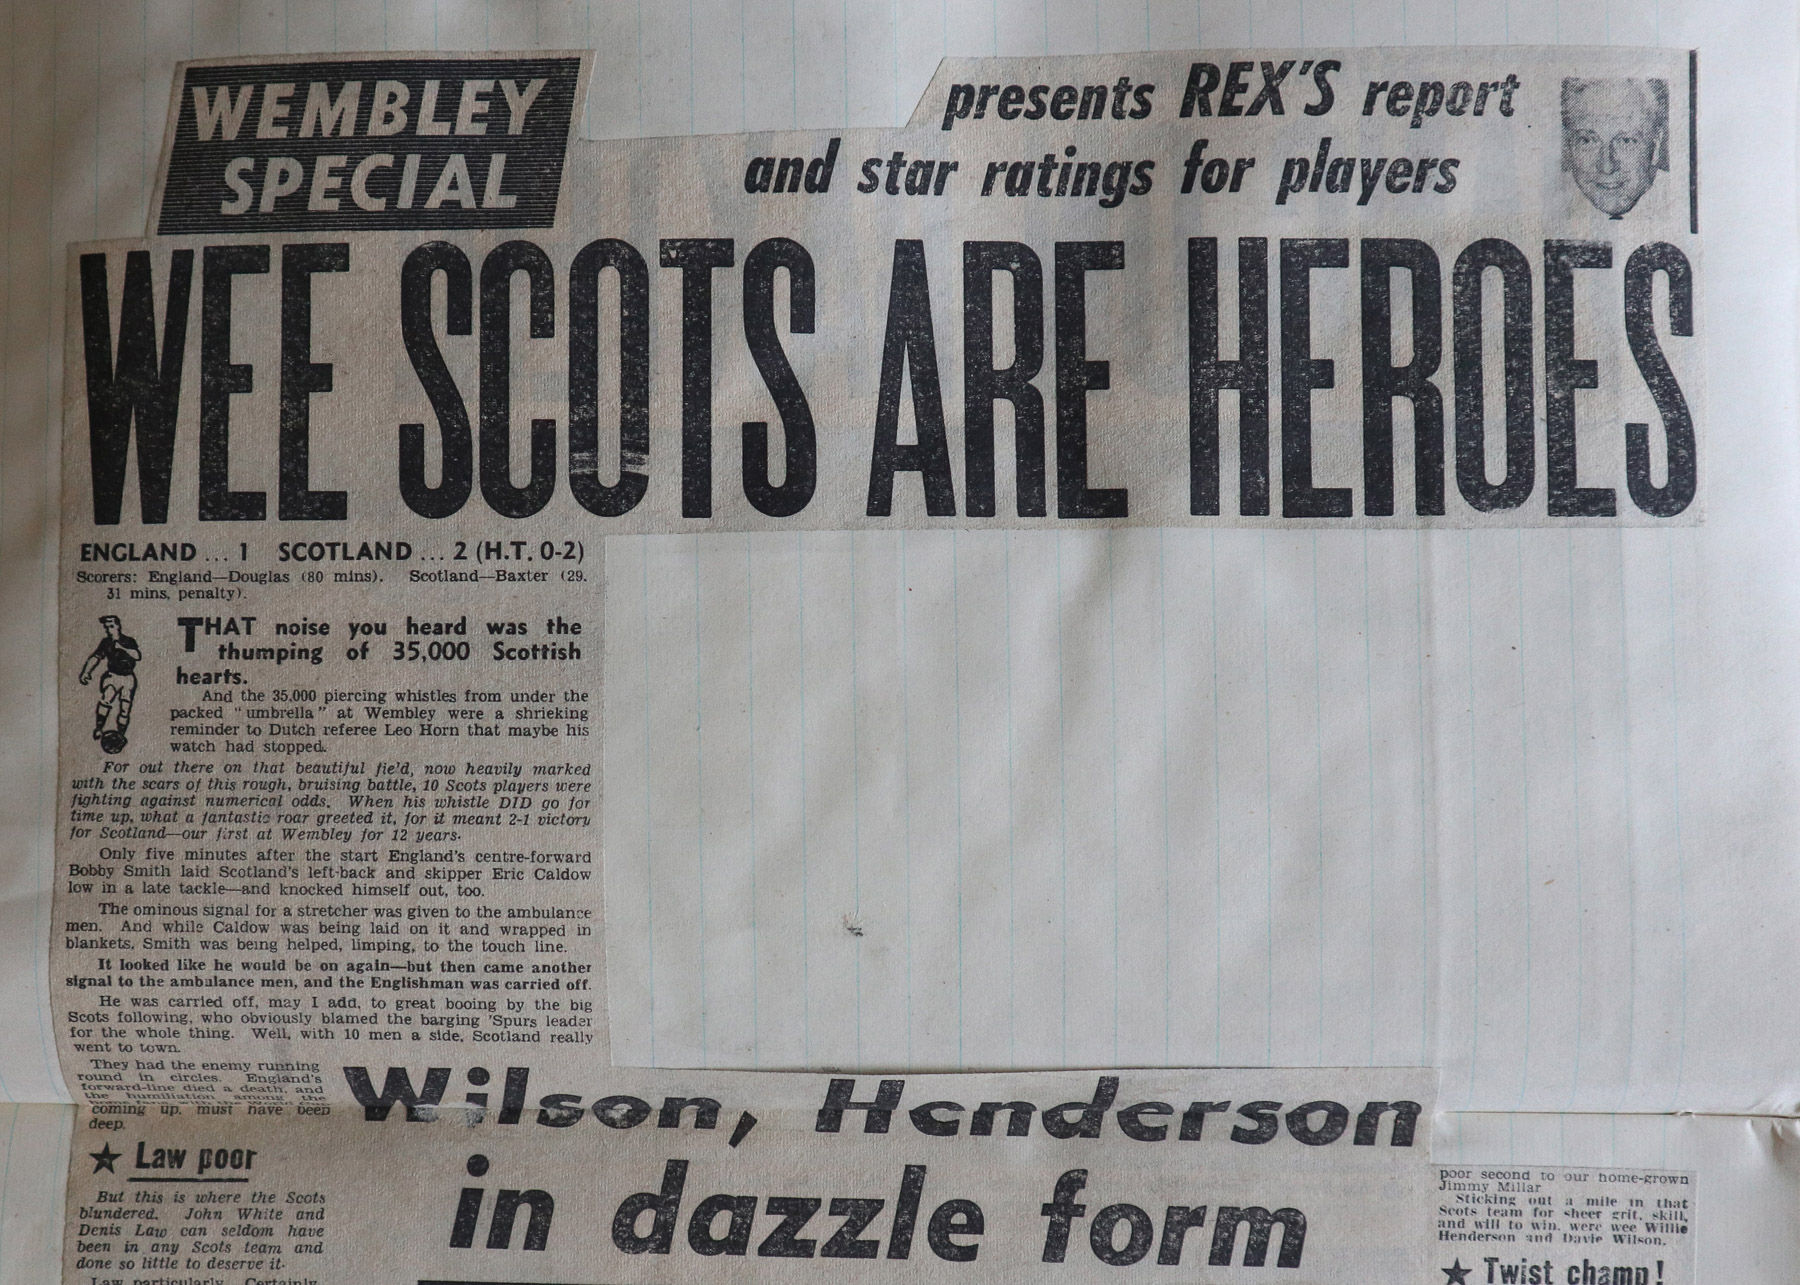 WEMBLEY
SPECIAL
presents REX'S report
and star ratings for players
WEE SCOTS ARE HEROES
ENGLAND ... 1 SCOTLAND ... 2 (H.T. 0-2)
Scorers: England—Douglas (80 mins). Scotland—Baxter (29,
31 mins, penalty).
THAT noise you heard was the
thumping of 35,000 Scottish
hearts.
And the 35,000 piercing whistles from under the
packed "umbrella" at Wembley were a shrieking
reminder to Dutch referee Leo Horn that maybe his
watch had stopped.
For out there on that beautiful fie'd, now heavily marked
with the scars of this rough, bruising battle, 10 Scots players were
fighting against numerical odds. When his whistle DID go for
time up, what a fantastic roar greeted it, for it meant 2-1 victory
for Scotland—our first at Wembley for 12 years.
Only five minutes after the start England's centre-forward
Bobby Smith laid Scotland's left-back and skipper Eric Caldow
low in a late tackle—and knocked himself out, too.
The ominous signal for a stretcher was given to the ambulance
men. And while Caldow was being laid on it and wrapped in
blankets, Smith was being helped, limping, to the touch line.
It looked like he would be on again—but then came another
signal to the ambulance men, and the Englishman was carried off.
He was carried off, may I add, to great booing by the big
Scots following, who obviously blamed the barging 'Spurs leader
for the whole thing. Well, with 10 men a side, Scotland really
went to town.
They had the enemy running
round in circles. England's
forward-line died a death, and
the humiliation among the
coming up, must have been
deep.
★ Law poor
But this is where the Scots
blundered. John White and
Denis Law can seldom have
been in any Scots team and
done so little to deserve it.
Law particularly. Certainly
Wilson, Henderson
in dazzle form
poor second to our home-grown
Jimmy Millar
Sticking out a mile in that
Scots team for sheer grit, skill,
and will to win, were wee Willie
Henderson and Davie Wilson.
★ Twist champ!